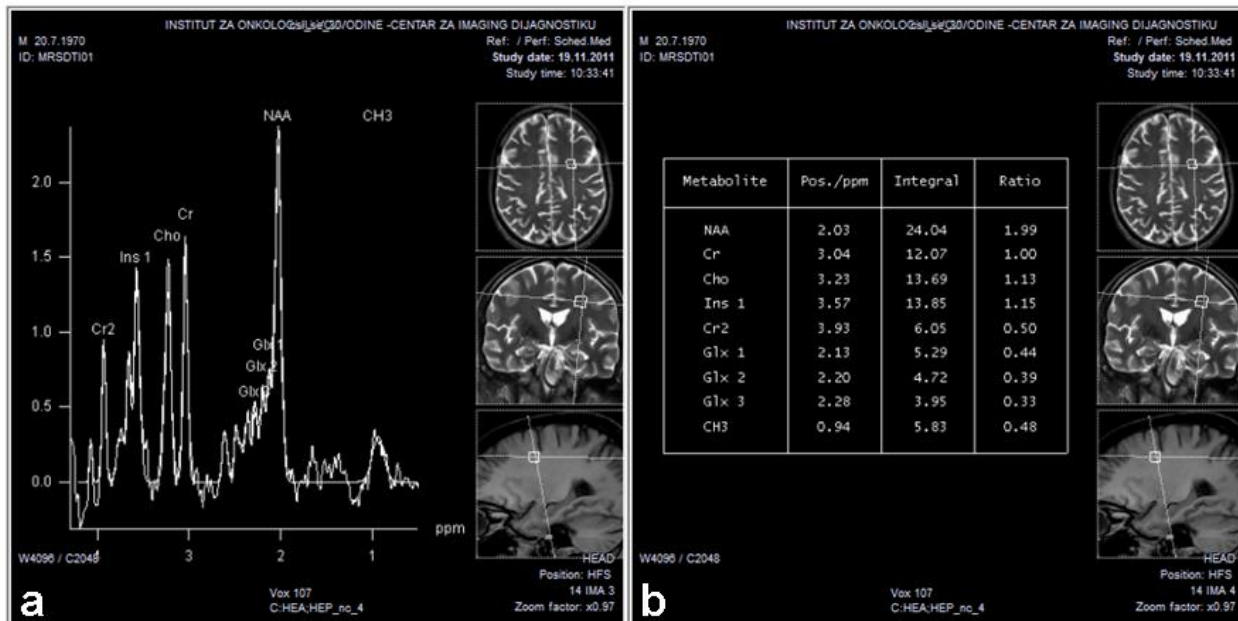 INSTITUT ZA ONKOLOG /ODINE -CENTAR ZA IMAGING DIJAGNOSTIKU
M 20.7.1970
ID: MRSDTI01
Ref: / Perf: Sched.Med
Study date: 19.11.2011
Study time: 10:33:41
NAA
CH3
Cr
Cho
Ins 1
Cr2
Glx 1
Glx 2
Glx 3
2.0
1.5
1.0
0.5
0.0
4 3 2 1
ppm
W4096 / C2048
HEAD
Position: HFS
14 IMA 3
Zoom factor: x0.97
Vox 107
C:HEA;HEP_nc_4
a
INSTITUT ZA ONKOLOG /ODINE -CENTAR ZA IMAGING DIJAGNOSTIKU
M 20.7.1970
ID: MRSDTI01
Ref: / Perf: Sched.Med
Study date: 19.11.2011
Study time: 10:33:41
Metabolite Pos./ppm Integral Ratio
NAA 2.03 24.04 1.99
Cr 3.04 12.07 1.00
Cho 3.23 13.69 1.13
Ins 1 3.57 13.85 1.15
Cr2 3.93 6.05 0.50
Glx 1 2.13 5.29 0.44
Glx 2 2.20 4.72 0.39
Glx 3 2.28 3.95 0.33
CH3 0.94 5.83 0.48
W4096 / C2048
HEAD
Position: HFS
14 IMA 4
Zoom factor: x0.97
Vox 107
C:HEA;HEP_nc_4
b